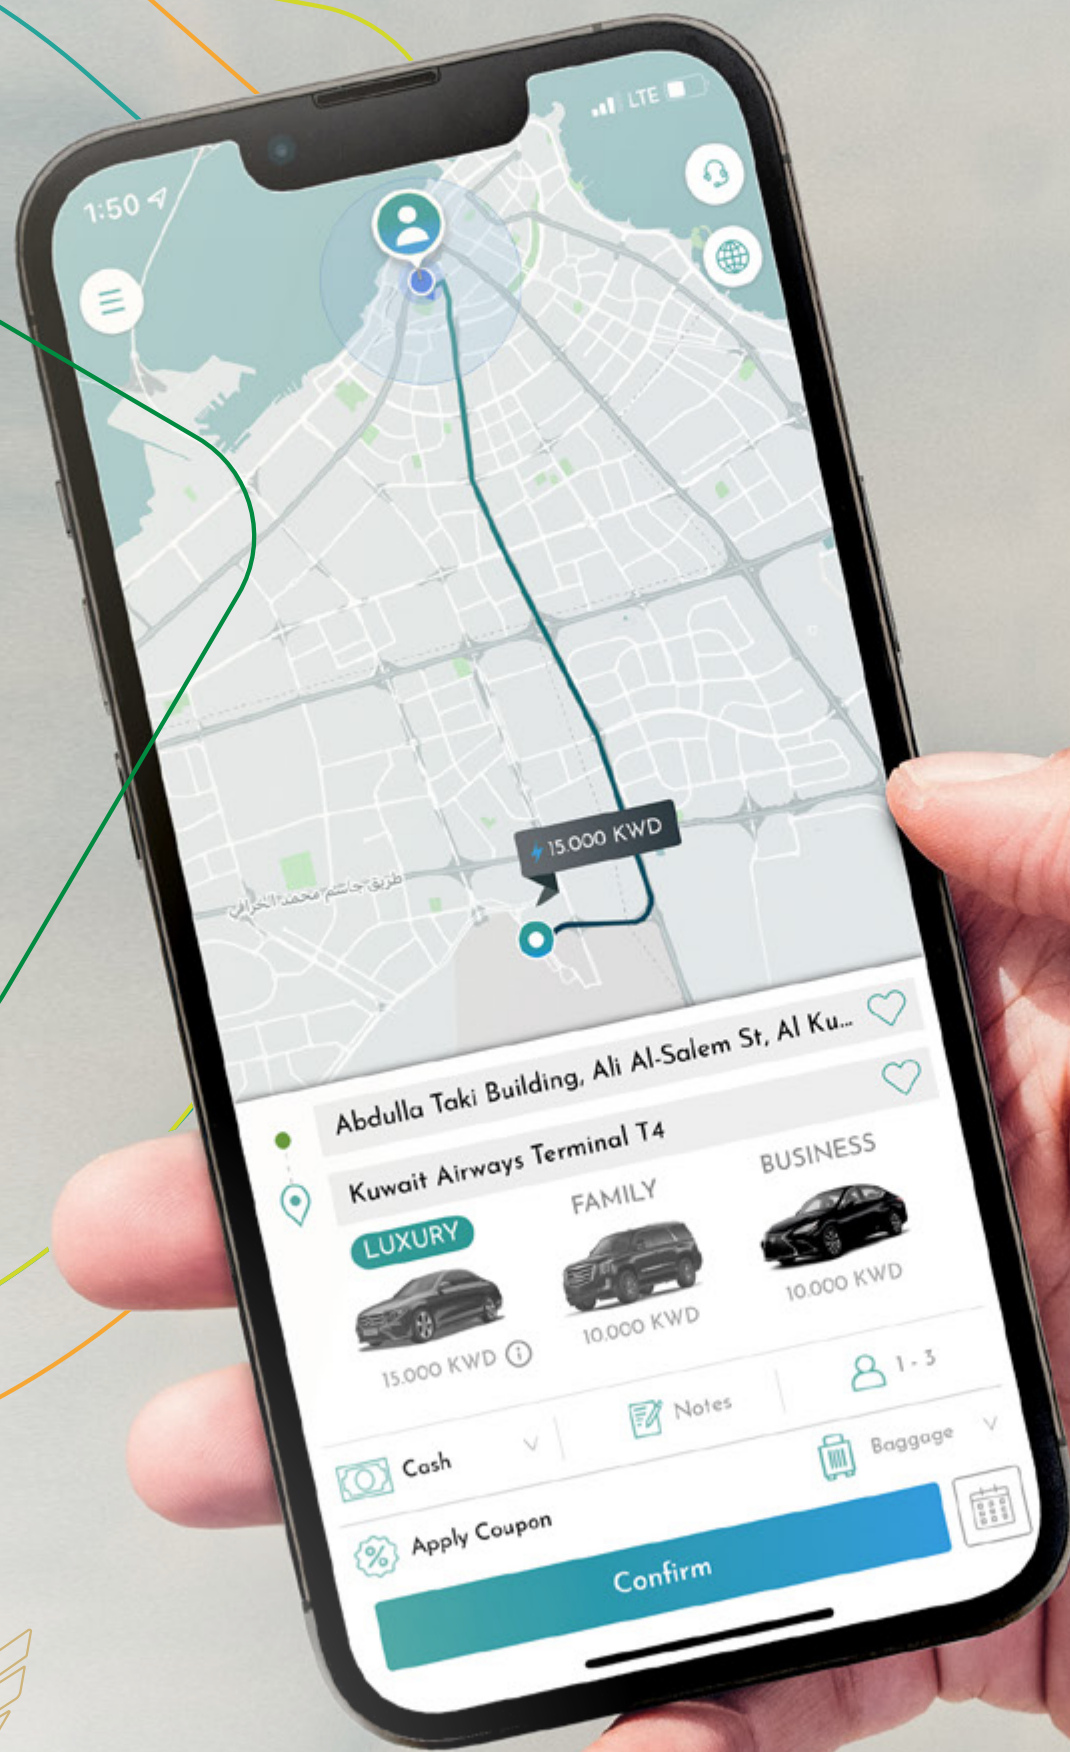 1:50
LTE
15.000 KWD
طريق جاسم محمد الخرافي
Abdulla Taki Building, Ali Al-Salem St, Al Ku...
Kuwait Airways Terminal T4
LUXURY
FAMILY
BUSINESS
15.000 KWD
10.000 KWD
10.000 KWD
Cash
Notes
1 - 3
Apply Coupon
Baggage
Confirm